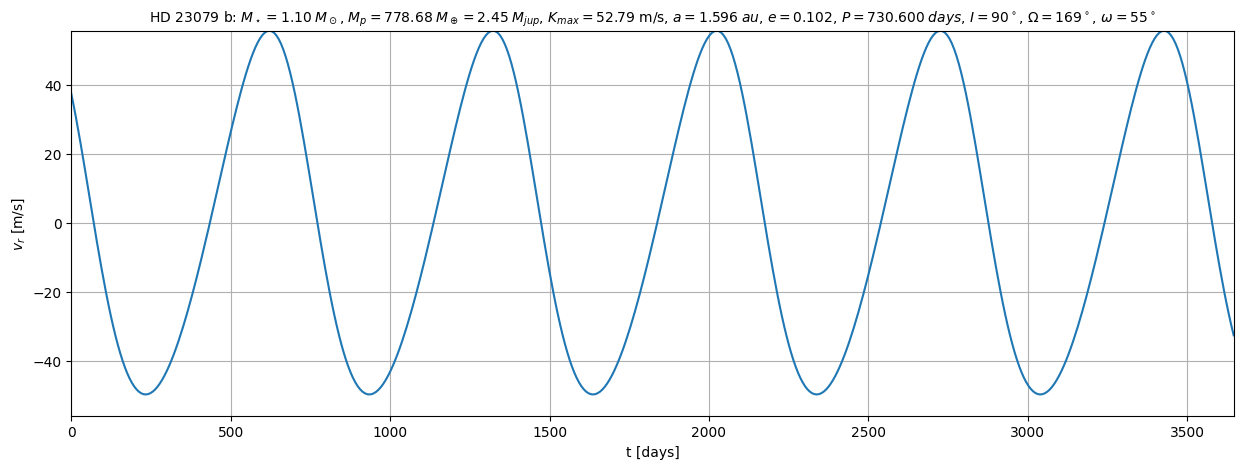 HD 23079 b: M⋆ = 1.10 M⊙, Mp = 778.68 M⊕ = 2.45 Mjup, Kmax = 52.79 m/s, a = 1.596 au, e = 0.102, P = 730.600 days, I = 90°, Ω = 169°, ω = 55°
40
20
0
−20
−40
vr [m/s]
0 500 1000 1500 2000 2500 3000 3500
t [days]